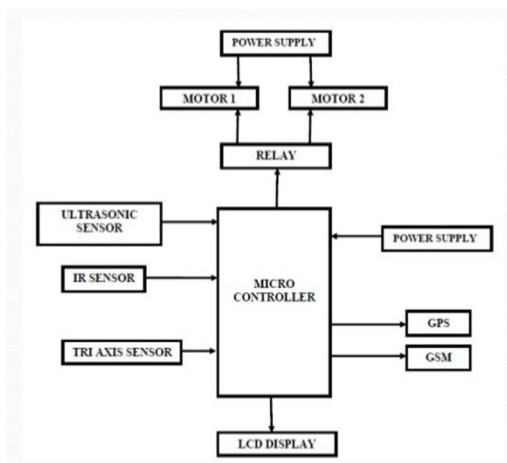 POWER SUPPLY
MOTOR 1
MOTOR 2
RELAY
ULTRASONIC
SENSOR
POWER SUPPLY
IR SENSOR
MICRO
CONTROLLER
GPS
TRI AXIS SENSOR
GSM
LCD DISPLAY